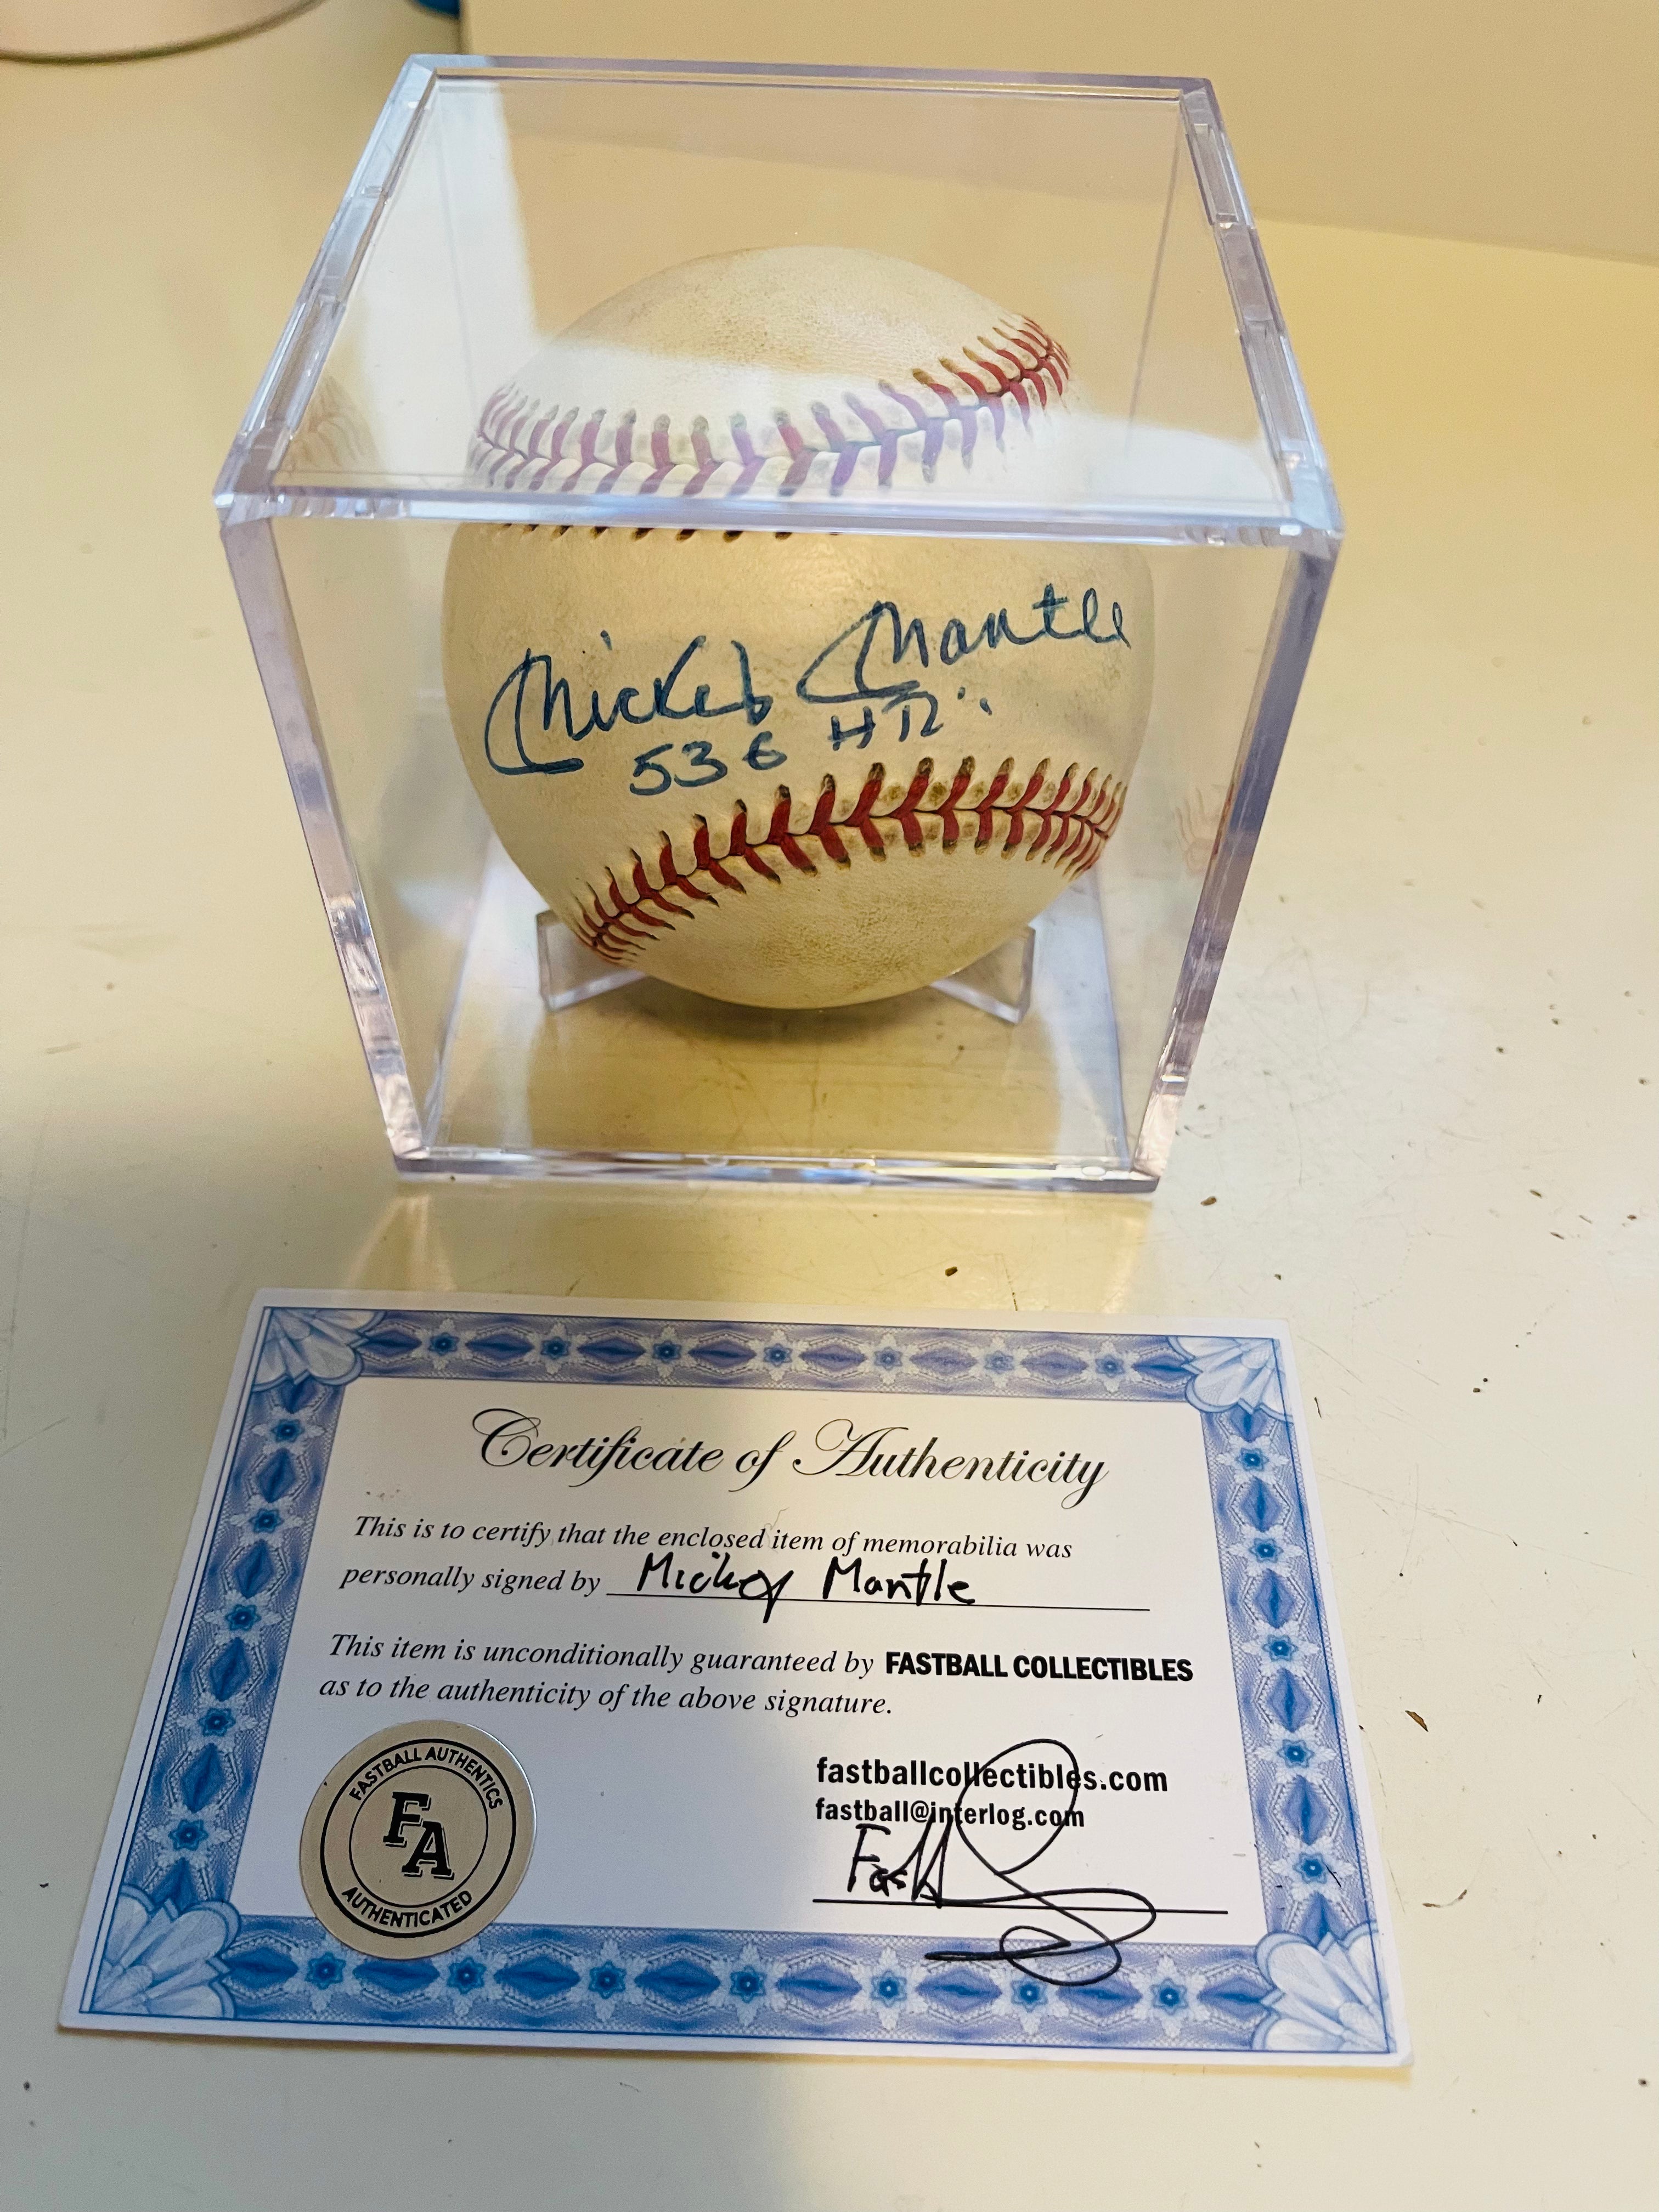 Mickey Mantle
536 HR.
Certificate of Authenticity
This is to certify that the enclosed item of memorabilia was
personally signed by Mickey Mantle
This item is unconditionally guaranteed by FASTBALL COLLECTIBLES
as to the authenticity of the above signature.
FASTBALL AUTHENTICS
FA
AUTHENTICATED
fastballcollectibles.com
fastball@interlog.com